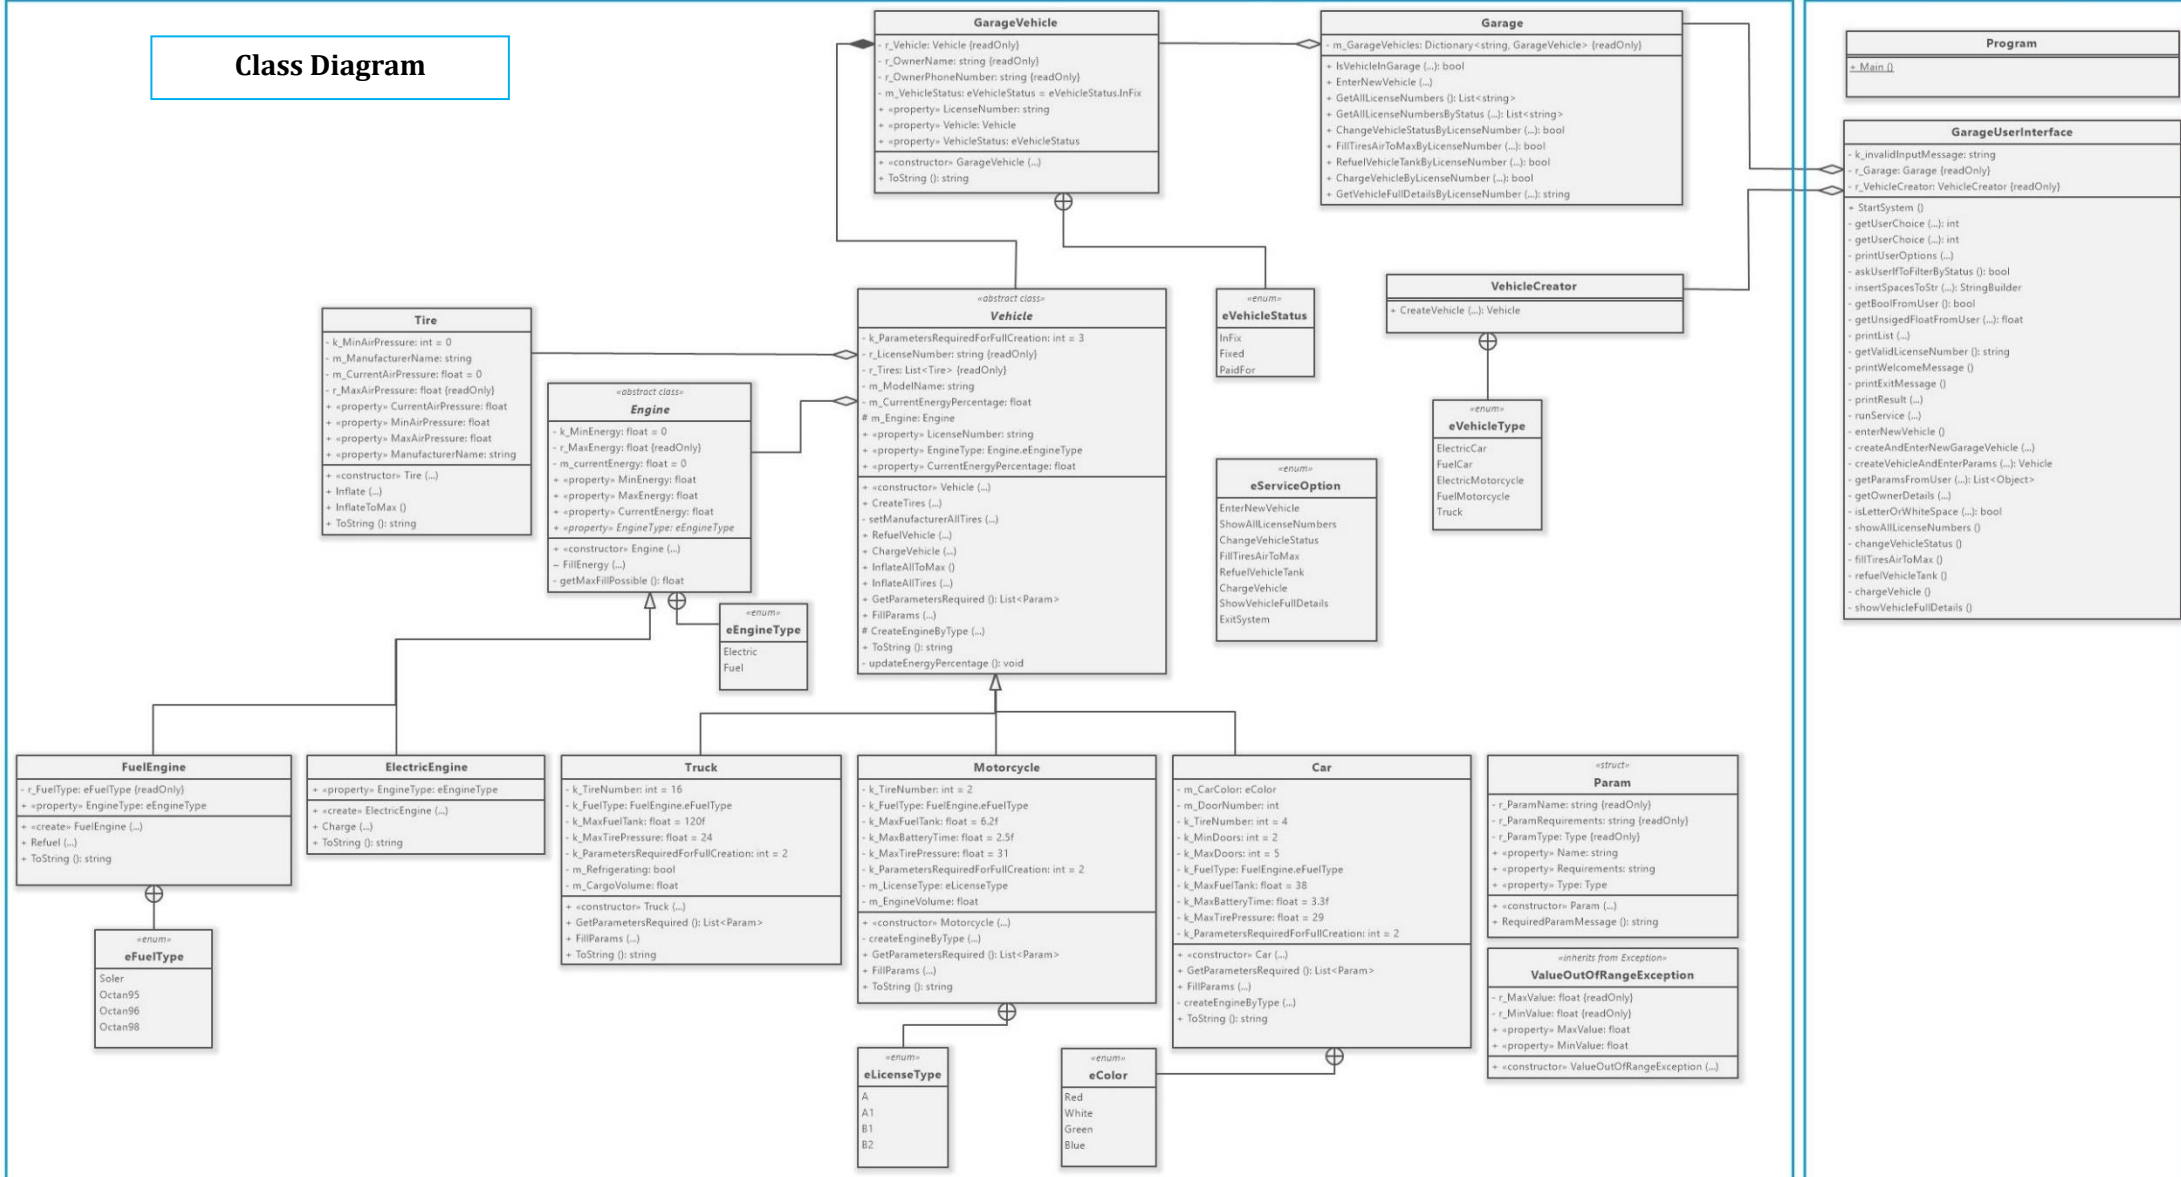 Class Diagram
GarageVehicle
- r_Vehicle: Vehicle {readOnly}
- r_OwnerName: string {readOnly}
- r_OwnerPhoneNumber: string {readOnly}
- m_VehicleStatus: eVehicleStatus = eVehicleStatus.InFix
+ «property» LicenseNumber: string
+ «property» Vehicle: Vehicle
+ «property» VehicleStatus: eVehicleStatus
+ «constructor» GarageVehicle (...)
+ ToString (): string
Garage
- m_GarageVehicles: Dictionary<string, GarageVehicle> {readOnly}
+ IsVehicleInGarage (...): bool
+ EnterNewVehicle (...)
+ GetAllLicenseNumbers (): List<string>
+ GetAllLicenseNumbersByStatus (...): List<string>
+ ChangeVehicleStatusByLicenseNumber (...): bool
+ FillTiresAirToMaxByLicenseNumber (...): bool
+ RefuelVehicleTankByLicenseNumber (...): bool
+ ChargeVehicleByLicenseNumber (...): bool
+ GetVehicleFullDetailsByLicenseNumber (...): string
Program
+ Main ()
GarageUserInterface
- k_invalidInputMessage: string
- r_Garage: Garage {readOnly}
- r_VehicleCreator: VehicleCreator {readOnly}
+ StartSystem ()
- getUserChoice (...): int
- getUserChoice (...): int
- printUserOptions (...)
- askUserIfToFilterByStatus (): bool
- insertSpacesToStr (...): StringBuilder
- getBoolFromUser (): bool
- getUnsigedFloatFromUser (...): float
- printList (...)
- getValidLicenseNumber (): string
- printWelcomeMessage ()
- printExitMessage ()
- printResult (...)
- runService (...)
- enterNewVehicle ()
- createAndEnterNewGarageVehicle (...)
- createVehicleAndEnterParams (...): Vehicle
- getParamsFromUser (...): List<Object>
- getOwnerDetails (...)
- isLetterOrWhiteSpace (...): bool
- showAllLicenseNumbers ()
- changeVehicleStatus ()
- fillTiresAirToMax ()
- refuelVehicleTank ()
- chargeVehicle ()
- showVehicleFullDetails ()
Tire
- k_MinAirPressure: int = 0
- m_ManufacturerName: string
- m_CurrentAirPressure: float = 0
- r_MaxAirPressure: float {readOnly}
+ «property» CurrentAirPressure: float
+ «property» MinAirPressure: float
+ «property» MaxAirPressure: float
+ «property» ManufacturerName: string
+ «constructor» Tire (...)
+ Inflate (...)
+ InflateToMax ()
+ ToString (): string
«abstract class»
Engine
- k_MinEnergy: float = 0
- r_MaxEnergy: float {readOnly}
- m_currentEnergy: float = 0
+ «property» MinEnergy: float
+ «property» MaxEnergy: float
+ «property» CurrentEnergy: float
+ «property» EngineType: eEngineType
+ «constructor» Engine (...)
~ FillEnergy (...)
- getMaxFillPossible (): float
«abstract class»
Vehicle
- k_ParametersRequiredForFullCreation: int = 3
- r_LicenseNumber: string {readOnly}
- r_Tires: List<Tire> {readOnly}
- m_ModelName: string
- m_CurrentEnergyPercentage: float
# m_Engine: Engine
+ «property» LicenseNumber: string
+ «property» EngineType: Engine.eEngineType
+ «property» CurrentEnergyPercentage: float
+ «constructor» Vehicle (...)
+ CreateTires (...)
- setManufacturerAllTires (...)
+ RefuelVehicle (...)
+ ChargeVehicle (...)
+ InflateAllToMax ()
+ InflateAllTires (...)
+ GetParametersRequired (): List<Param>
+ FillParams (...)
# CreateEngineByType (...)
+ ToString (): string
- updateEnergyPercentage (): void
«enum»
eVehicleStatus
InFix
Fixed
PaidFor
VehicleCreator
+ CreateVehicle (...): Vehicle
«enum»
eVehicleType
ElectricCar
FuelCar
ElectricMotorcycle
FuelMotorcycle
Truck
«enum»
eServiceOption
EnterNewVehicle
ShowAllLicenseNumbers
ChangeVehicleStatus
FillTiresAirToMax
RefuelVehicleTank
ChargeVehicle
ShowVehicleFullDetails
ExitSystem
«enum»
eEngineType
Electric
Fuel
FuelEngine
- r_FuelType: eFuelType {readOnly}
+ «property» EngineType: eEngineType
+ «create» FuelEngine (...)
+ Refuel (...)
+ ToString (): string
ElectricEngine
+ «property» EngineType: eEngineType
+ «create» ElectricEngine (...)
+ Charge (...)
+ ToString (): string
Truck
- k_TireNumber: int = 16
- k_FuelType: FuelEngine.eFuelType
- k_MaxFuelTank: float = 120f
- k_MaxTirePressure: float = 24
- k_ParametersRequiredForFullCreation: int = 2
- m_Refrigerating: bool
- m_CargoVolume: float
+ «constructor» Truck (...)
+ GetParametersRequired (): List<Param>
+ FillParams (...)
+ ToString (): string
Motorcycle
- k_TireNumber: int = 2
- k_FuelType: FuelEngine.eFuelType
- k_MaxFuelTank: float = 6.2f
- k_MaxBatteryTime: float = 2.5f
- k_MaxTirePressure: float = 31
- k_ParametersRequiredForFullCreation: int = 2
- m_LicenseType: eLicenseType
- m_EngineVolume: float
+ «constructor» Motorcycle (...)
- createEngineByType (...)
+ GetParametersRequired (): List<Param>
+ FillParams (...)
+ ToString (): string
Car
- m_CarColor: eColor
- m_DoorNumber: int
- k_TireNumber: int = 4
- k_MinDoors: int = 2
- k_MaxDoors: int = 5
- k_FuelType: FuelEngine.eFuelType
- k_MaxFuelTank: float = 38
- k_MaxBatteryTime: float = 3.3f
- k_MaxTirePressure: float = 29
- k_ParametersRequiredForFullCreation: int = 2
+ «constructor» Car (...)
+ GetParametersRequired (): List<Param>
+ FillParams (...)
- createEngineByType (...)
+ ToString (): string
«struct»
Param
- r_ParamName: string {readOnly}
- r_ParamRequirements: string {readOnly}
- r_ParamType: Type {readOnly}
+ «property» Name: string
+ «property» Requirements: string
+ «property» Type: Type
+ «constructor» Param (...)
+ RequiredParamMessage (): string
«inherits from Exception»
ValueOutOfRangeException
- r_MaxValue: float {readOnly}
- r_MinValue: float {readOnly}
+ «property» MaxValue: float
+ «property» MinValue: float
+ «constructor» ValueOutOfRangeException (...)
«enum»
eFuelType
Soler
Octan95
Octan96
Octan98
«enum»
eLicenseType
A
A1
B1
B2
«enum»
eColor
Red
White
Green
Blue